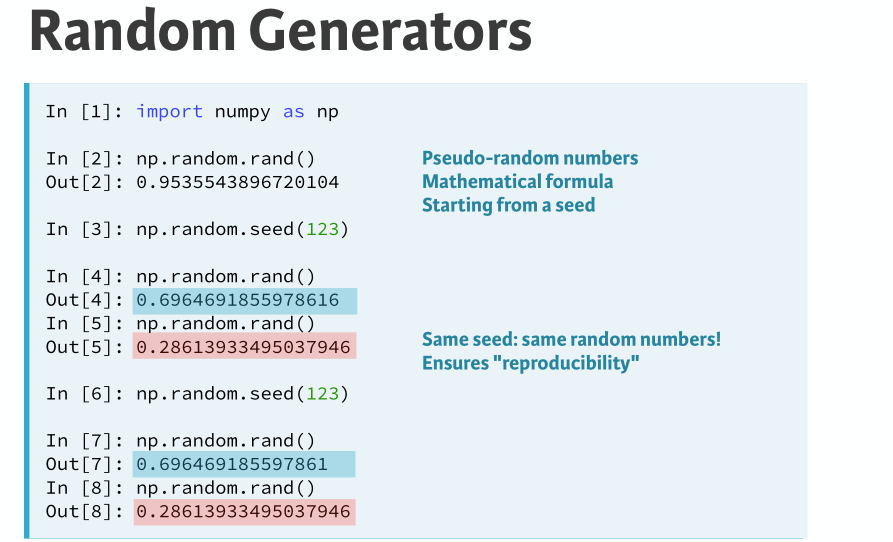 Random Generators
In [1]: import numpy as np
In [2]: np.random.rand()
Out[2]: 0.9535543896720104
In [3]: np.random.seed(123)
In [4]: np.random.rand()
Out[4]: 0.6964691855978616
In [5]: np.random.rand()
Out[5]: 0.28613933495037946
In [6]: np.random.seed(123)
In [7]: np.random.rand()
Out[7]: 0.696469185597861
In [8]: np.random.rand()
Out[8]: 0.28613933495037946
Pseudo-random numbers
Mathematical formula
Starting from a seed
Same seed: same random numbers!
Ensures "reproducibility"